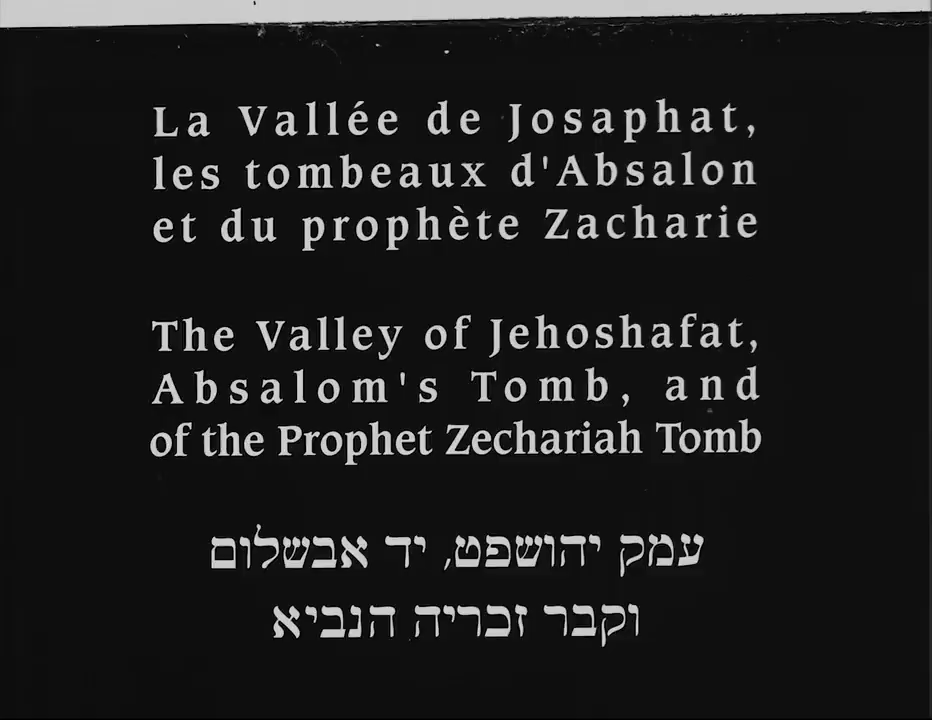 La Vallée de Josaphat,
les tombeaux d'Absalon
et du prophète Zacharie
The Valley of Jehoshafat,
Absalom's Tomb, and
of the Prophet Zechariah Tomb
עמק יהושפט, יד אבשלום
וקבר זכריה הנביא